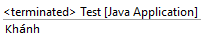 <terminated> Test [Java Application]
Khánh